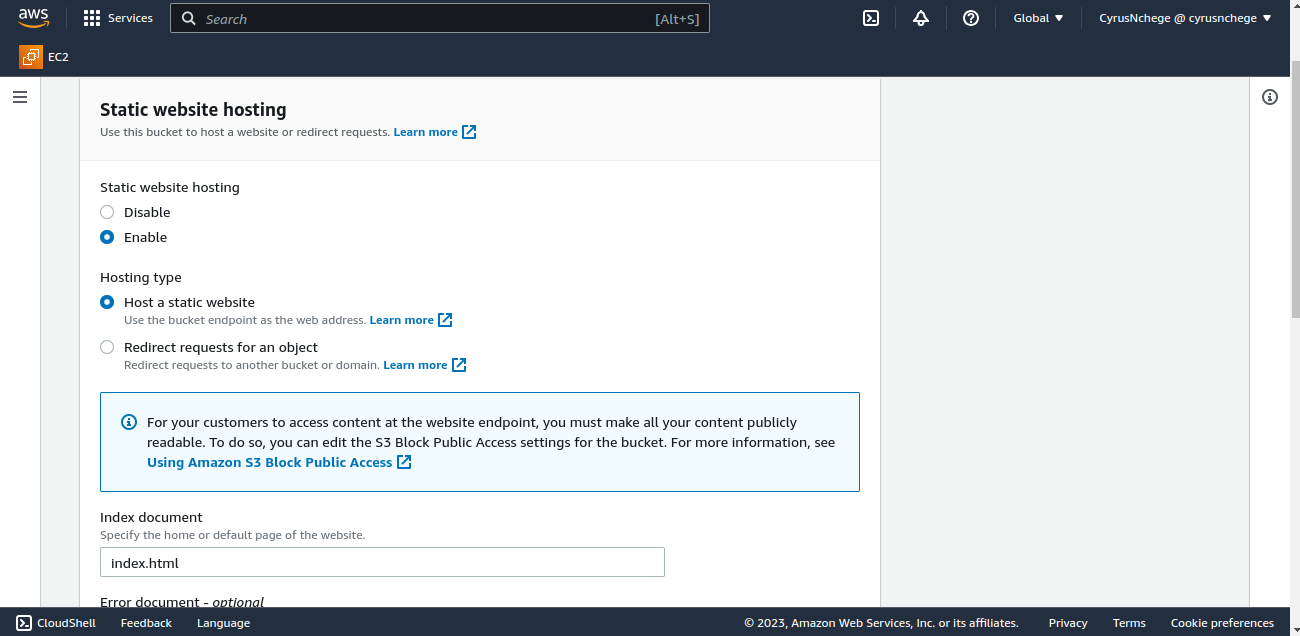 aws
Services
Search [Alt+S]
Global
CyrusNchege @ cyrusnchege
EC2
Static website hosting
Use this bucket to host a website or redirect requests. Learn more
Static website hosting
Disable
Enable
Hosting type
Host a static website
Use the bucket endpoint as the web address. Learn more
Redirect requests for an object
Redirect requests to another bucket or domain. Learn more
For your customers to access content at the website endpoint, you must make all your content publicly
readable. To do so, you can edit the S3 Block Public Access settings for the bucket. For more information, see
Using Amazon S3 Block Public Access
Index document
Specify the home or default page of the website.
index.html
Error document - optional
CloudShell Feedback Language © 2023, Amazon Web Services, Inc. or its affiliates. Privacy Terms Cookie preferences